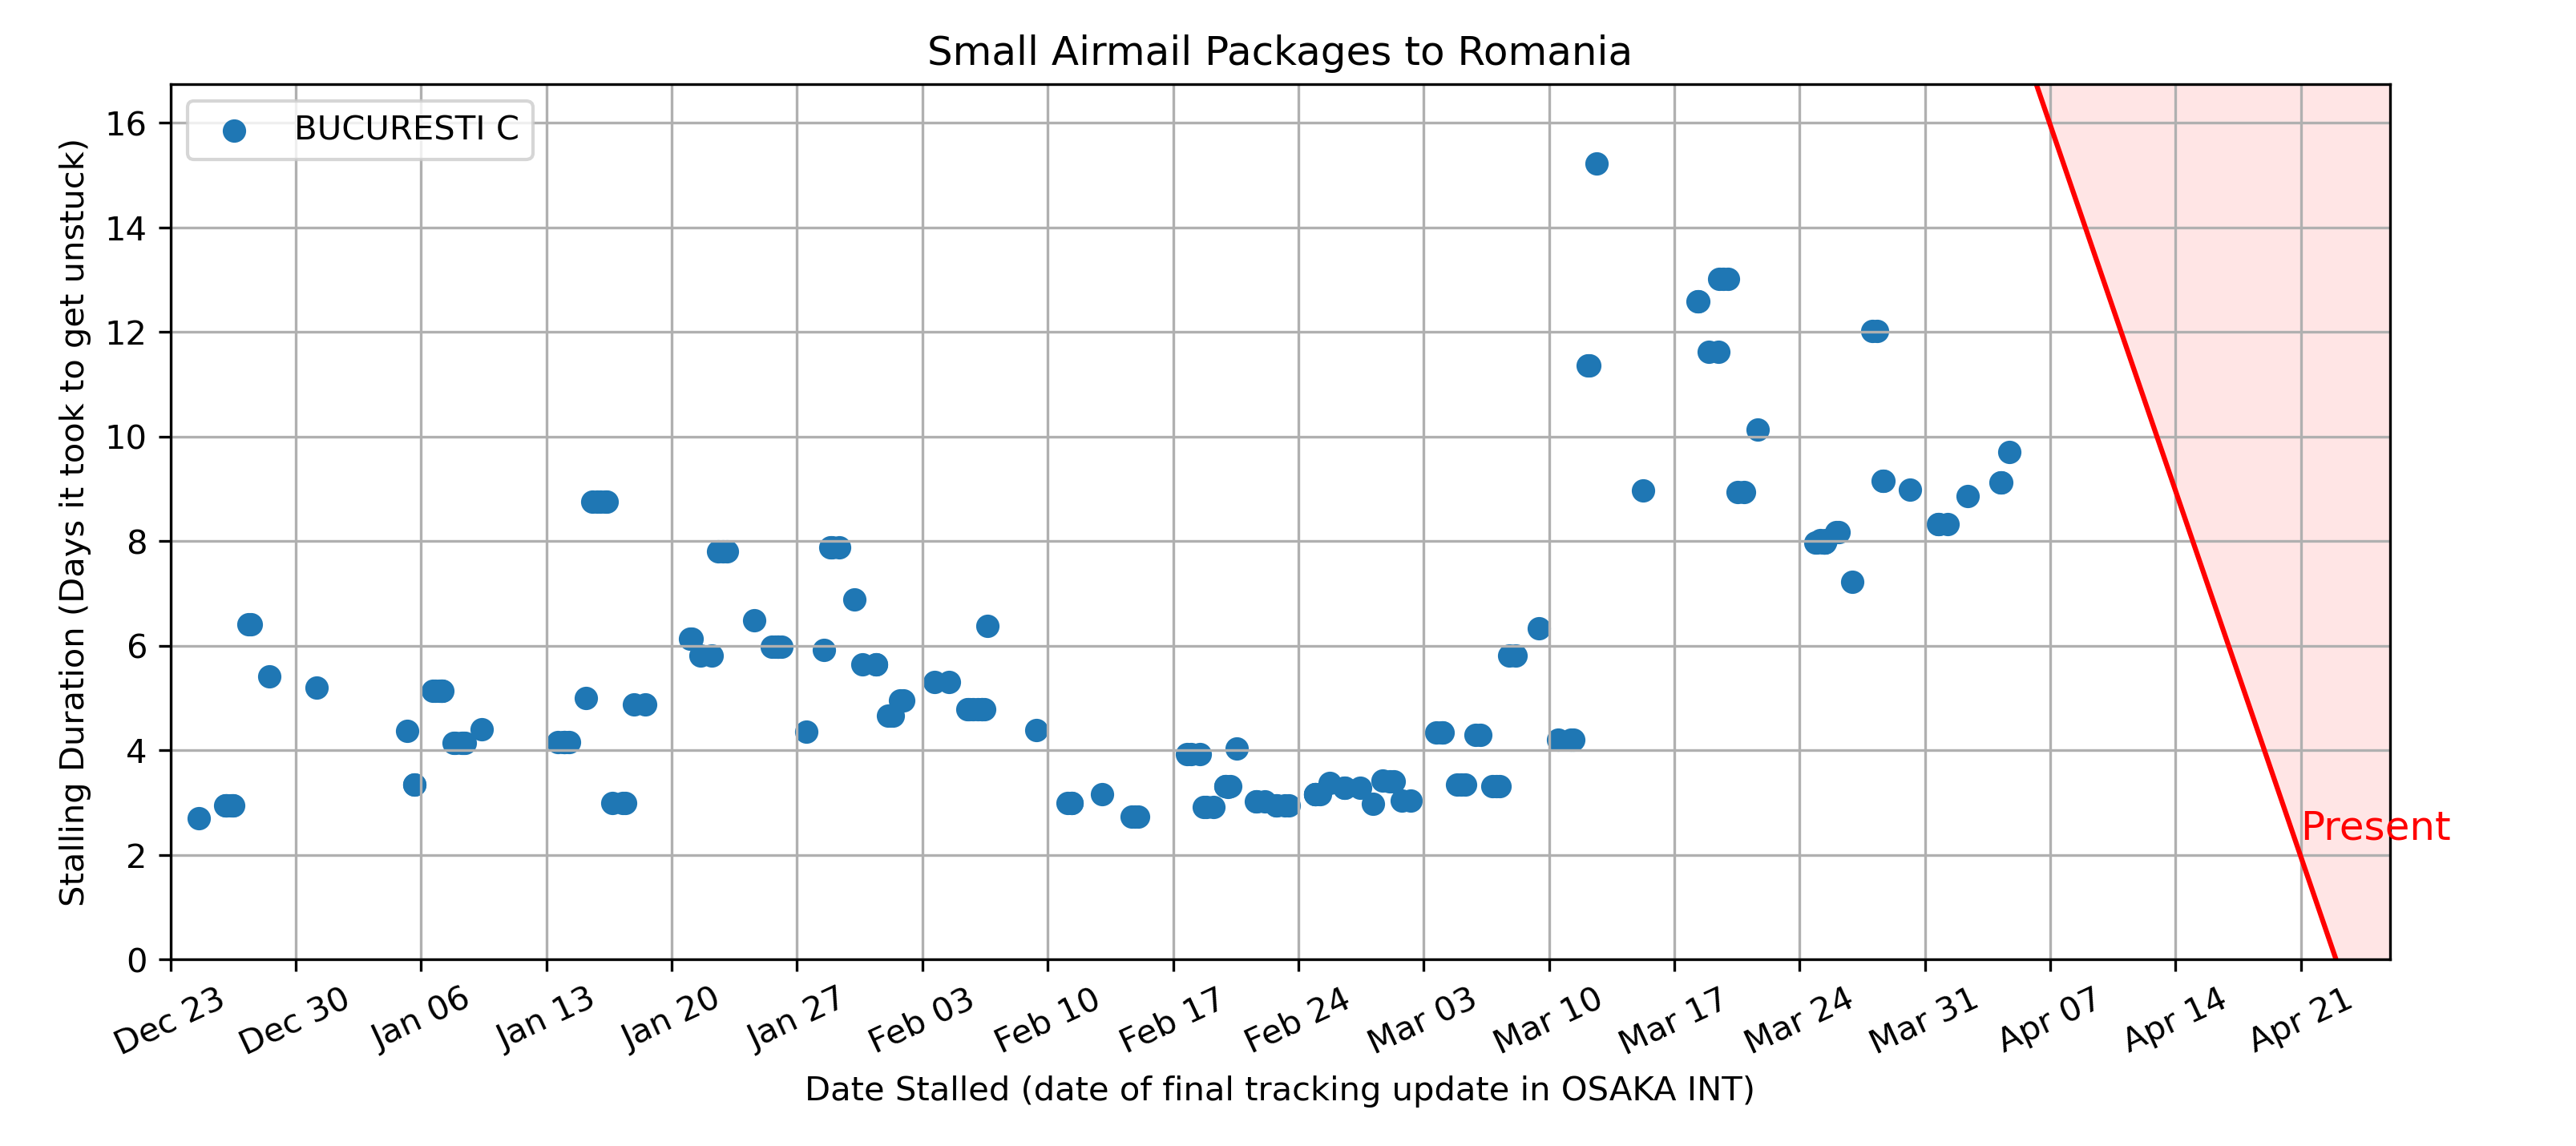 Small Airmail Packages to Romania
BUCURESTI C
Stalling Duration (Days it took to get unstuck)
16
14
12
10
8
6
4
2
0
Present
Dec 23
Dec 30
Jan 06
Jan 13
Jan 20
Jan 27
Feb 03
Feb 10
Feb 17
Feb 24
Mar 03
Mar 10
Mar 17
Mar 24
Mar 31
Apr 07
Apr 14
Apr 21
Date Stalled (date of final tracking update in OSAKA INT)